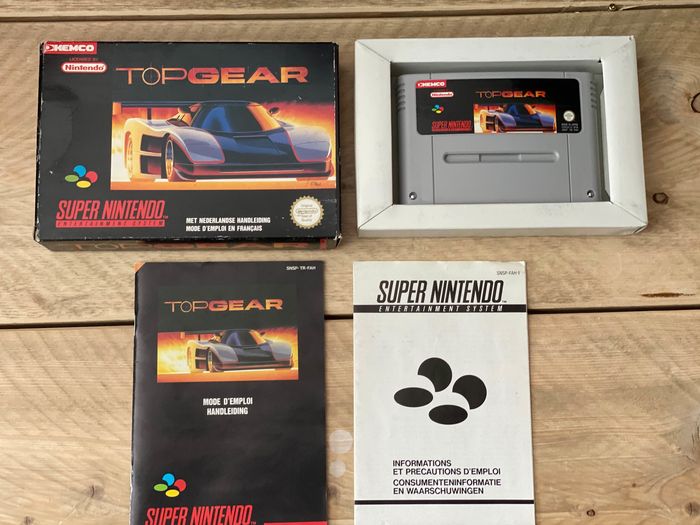 KEMCO
LICENSED BY
Nintendo
TOPGEAR
SUPER NINTENDO
ENTERTAINMENT SYSTEM
MET NEDERLANDSE HANDLEIDING
MODE D'EMPLOI EN FRANÇAIS
KEMCO
Nintendo
TOPGEAR
SUPER NINTENDO
SNSP-TR-FAH
TOPGEAR
MODE D'EMPLOI
HANDLEIDING
SUPER NINTENDO
SNSP-FAH-1
SUPER NINTENDO
ENTERTAINMENT SYSTEM
INFORMATIONS
ET PRECAUTIONS D'EMPLOI
CONSUMENTENINFORMATIE
EN WAARSCHUWINGEN